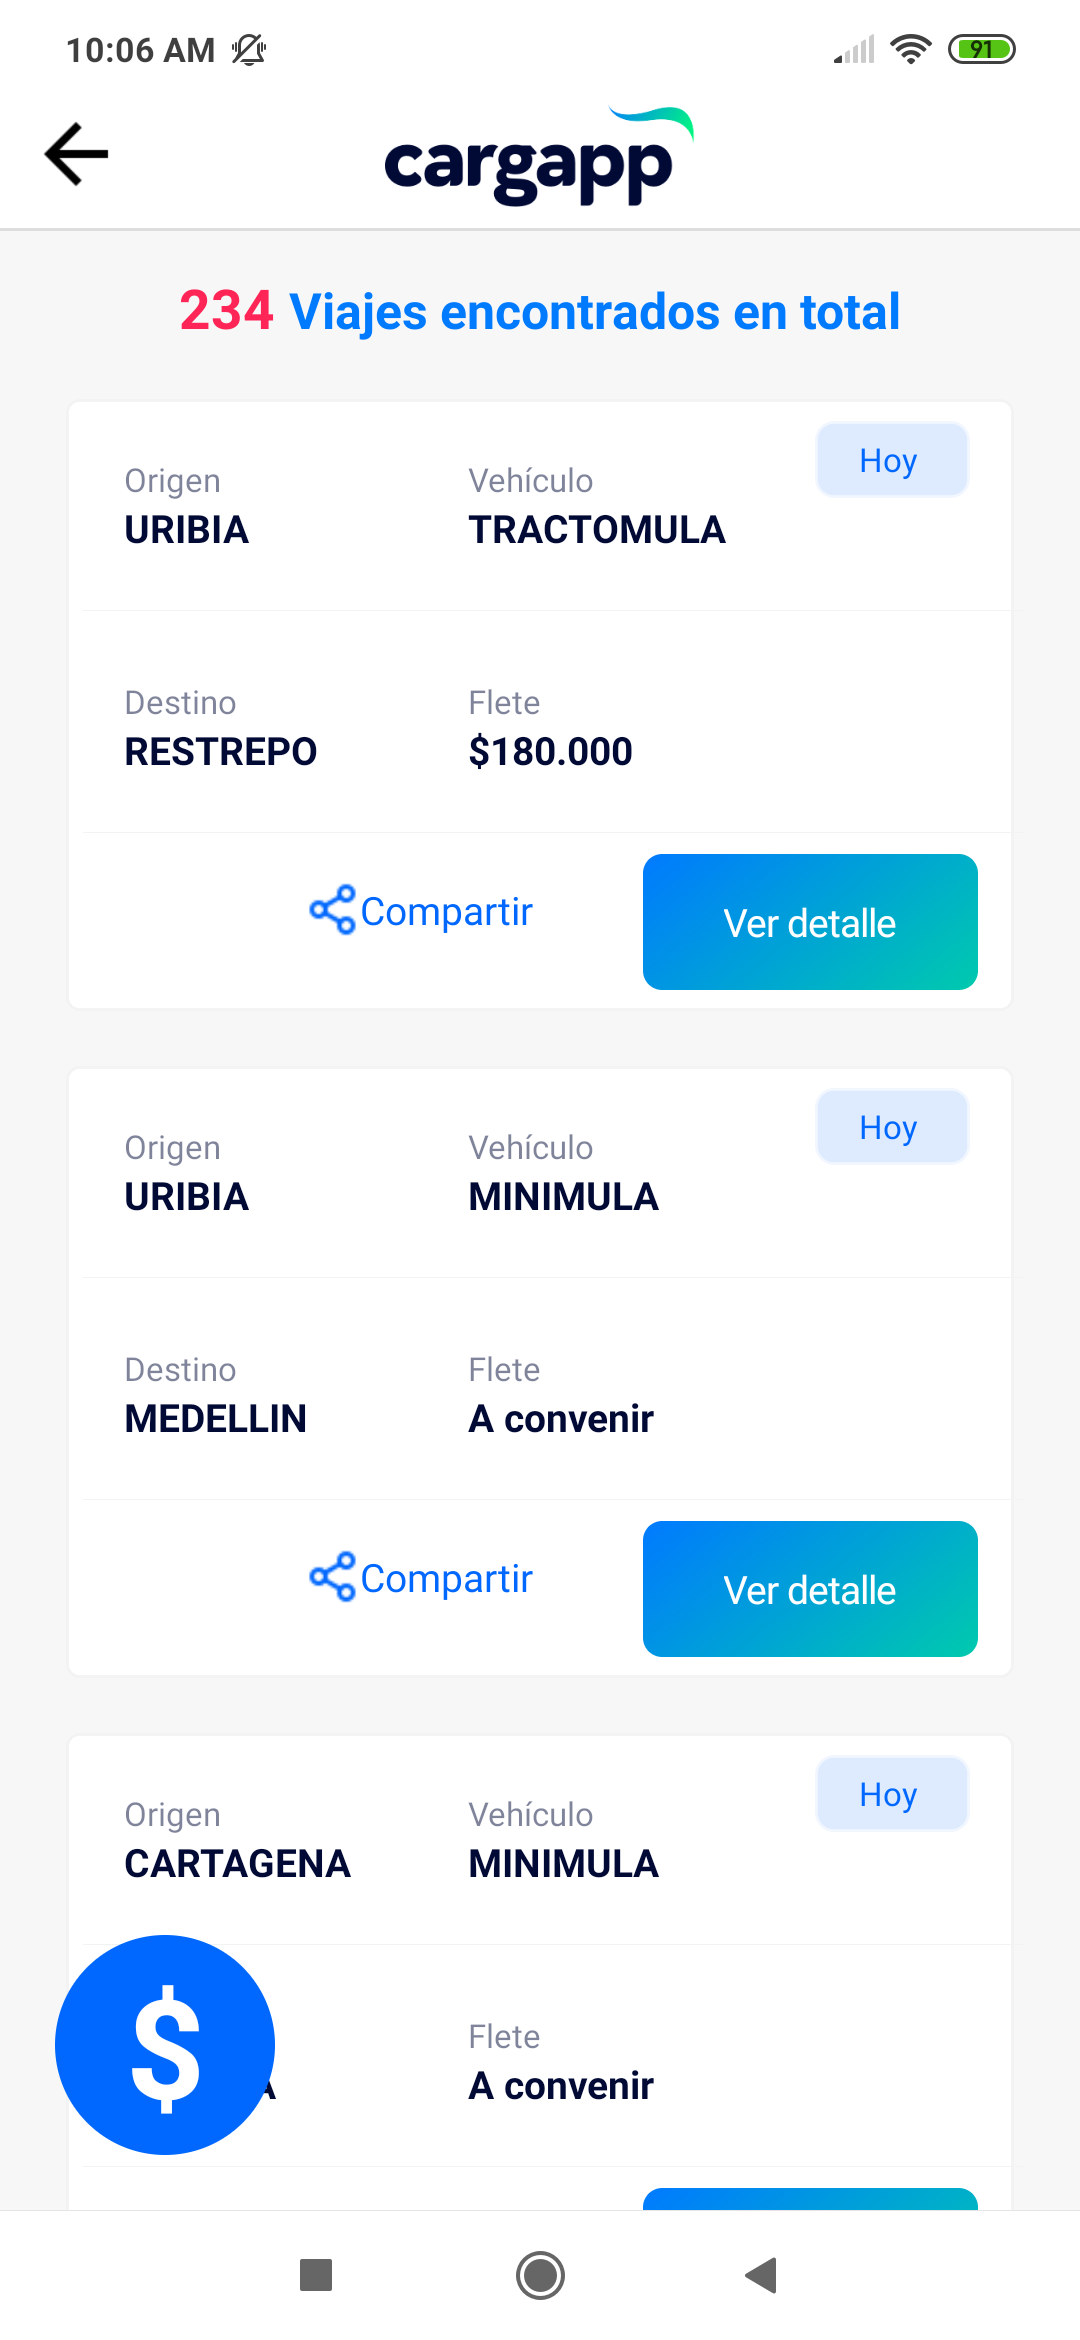 10:06 AM 91
cargapp
234 Viajes encontrados en total
Hoy
Origen Vehículo
URIBIA TRACTOMULA
Destino Flete
RESTREPO $180.000
Compartir Ver detalle
Hoy
Origen Vehículo
URIBIA MINIMULA
Destino Flete
MEDELLIN A convenir
Compartir Ver detalle
Hoy
Origen Vehículo
CARTAGENA MINIMULA
$ Flete
A convenir